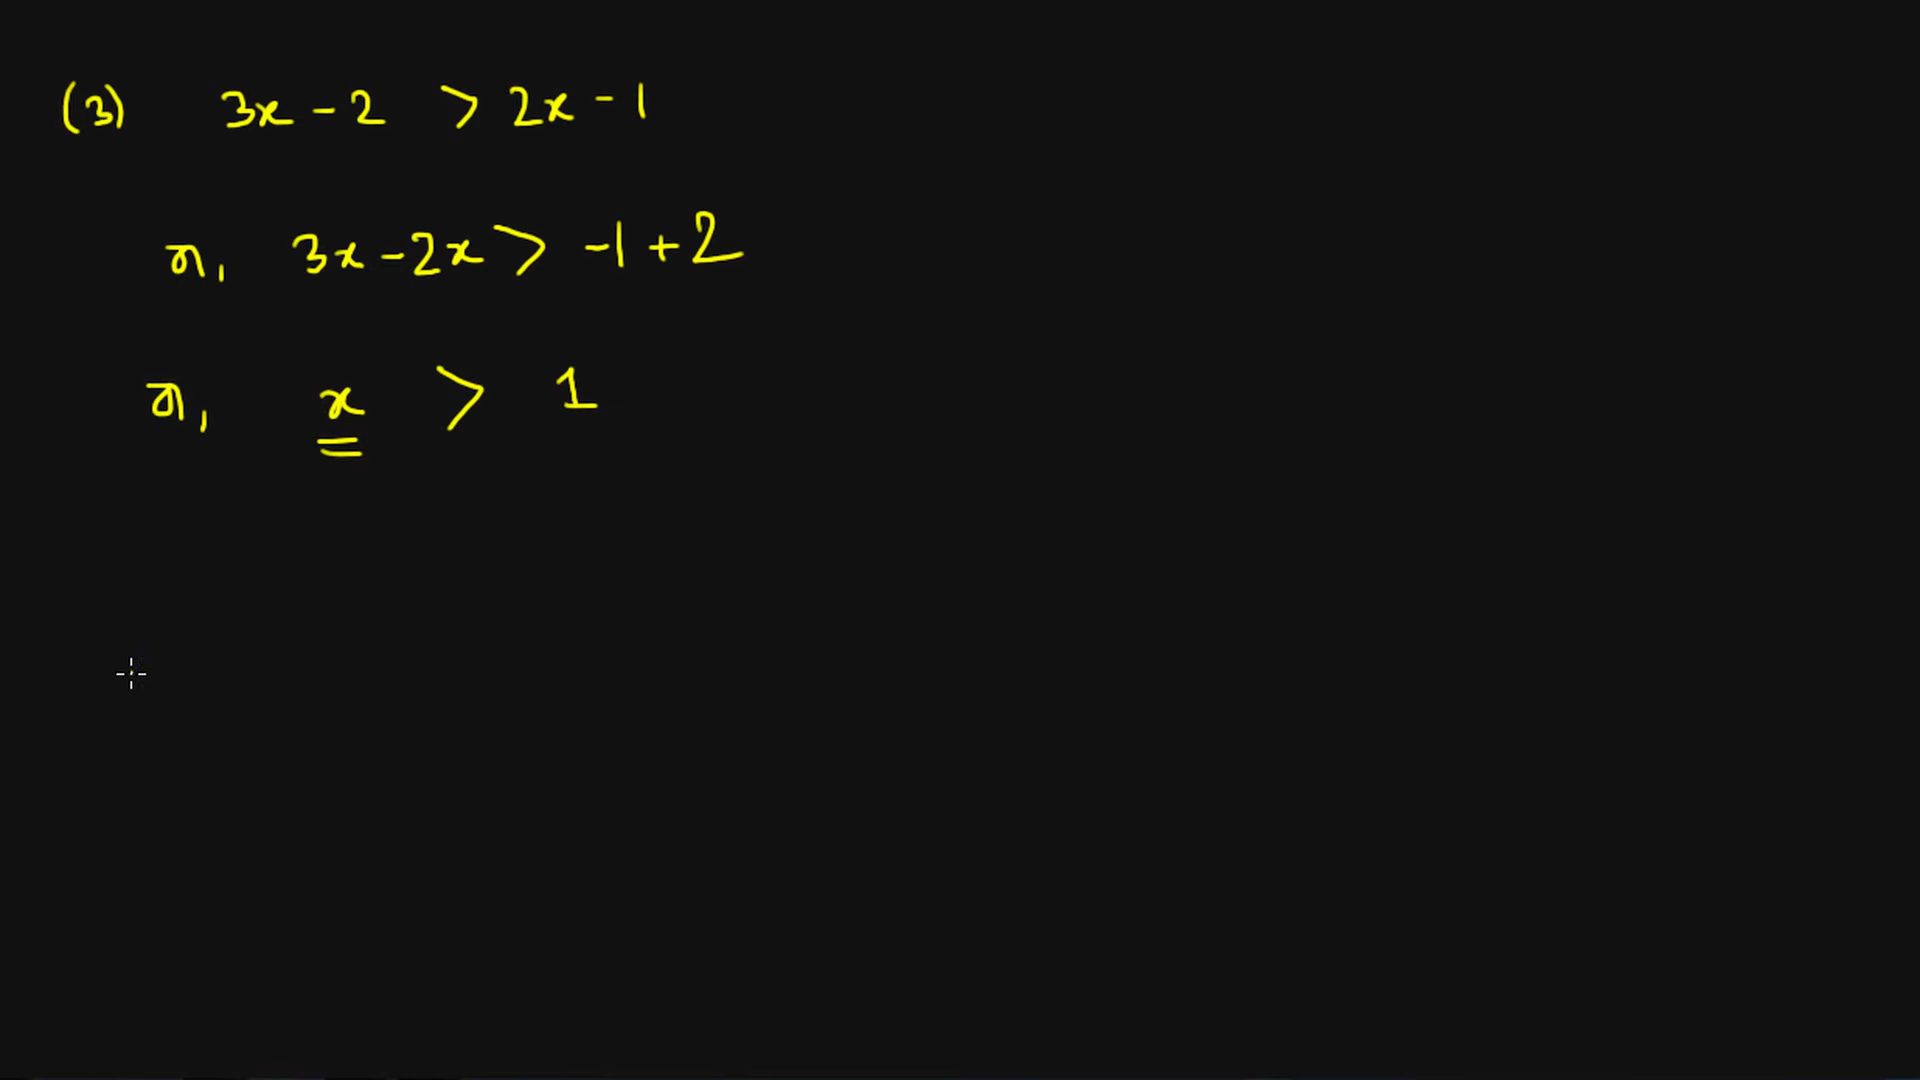 (3) 3x - 2 > 2x - 1
বা, 3x - 2x > -1 + 2
বা, x > 1